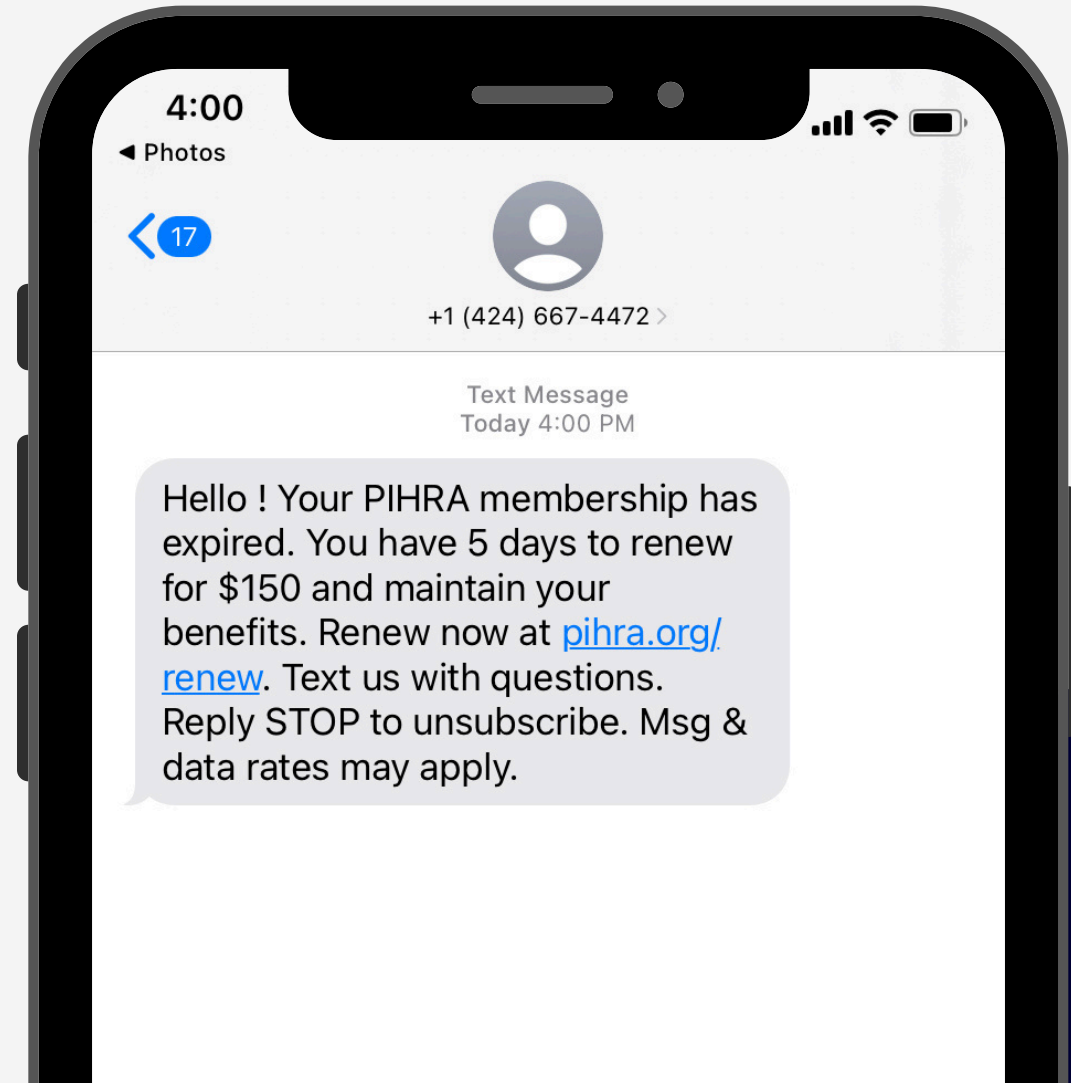 4:00
◀ Photos
17
+1 (424) 667-4472 >
Text Message
Today 4:00 PM
Hello ! Your PIHRA membership has
expired. You have 5 days to renew
for $150 and maintain your
benefits. Renew now at pihra.org/
renew. Text us with questions.
Reply STOP to unsubscribe. Msg &
data rates may apply.